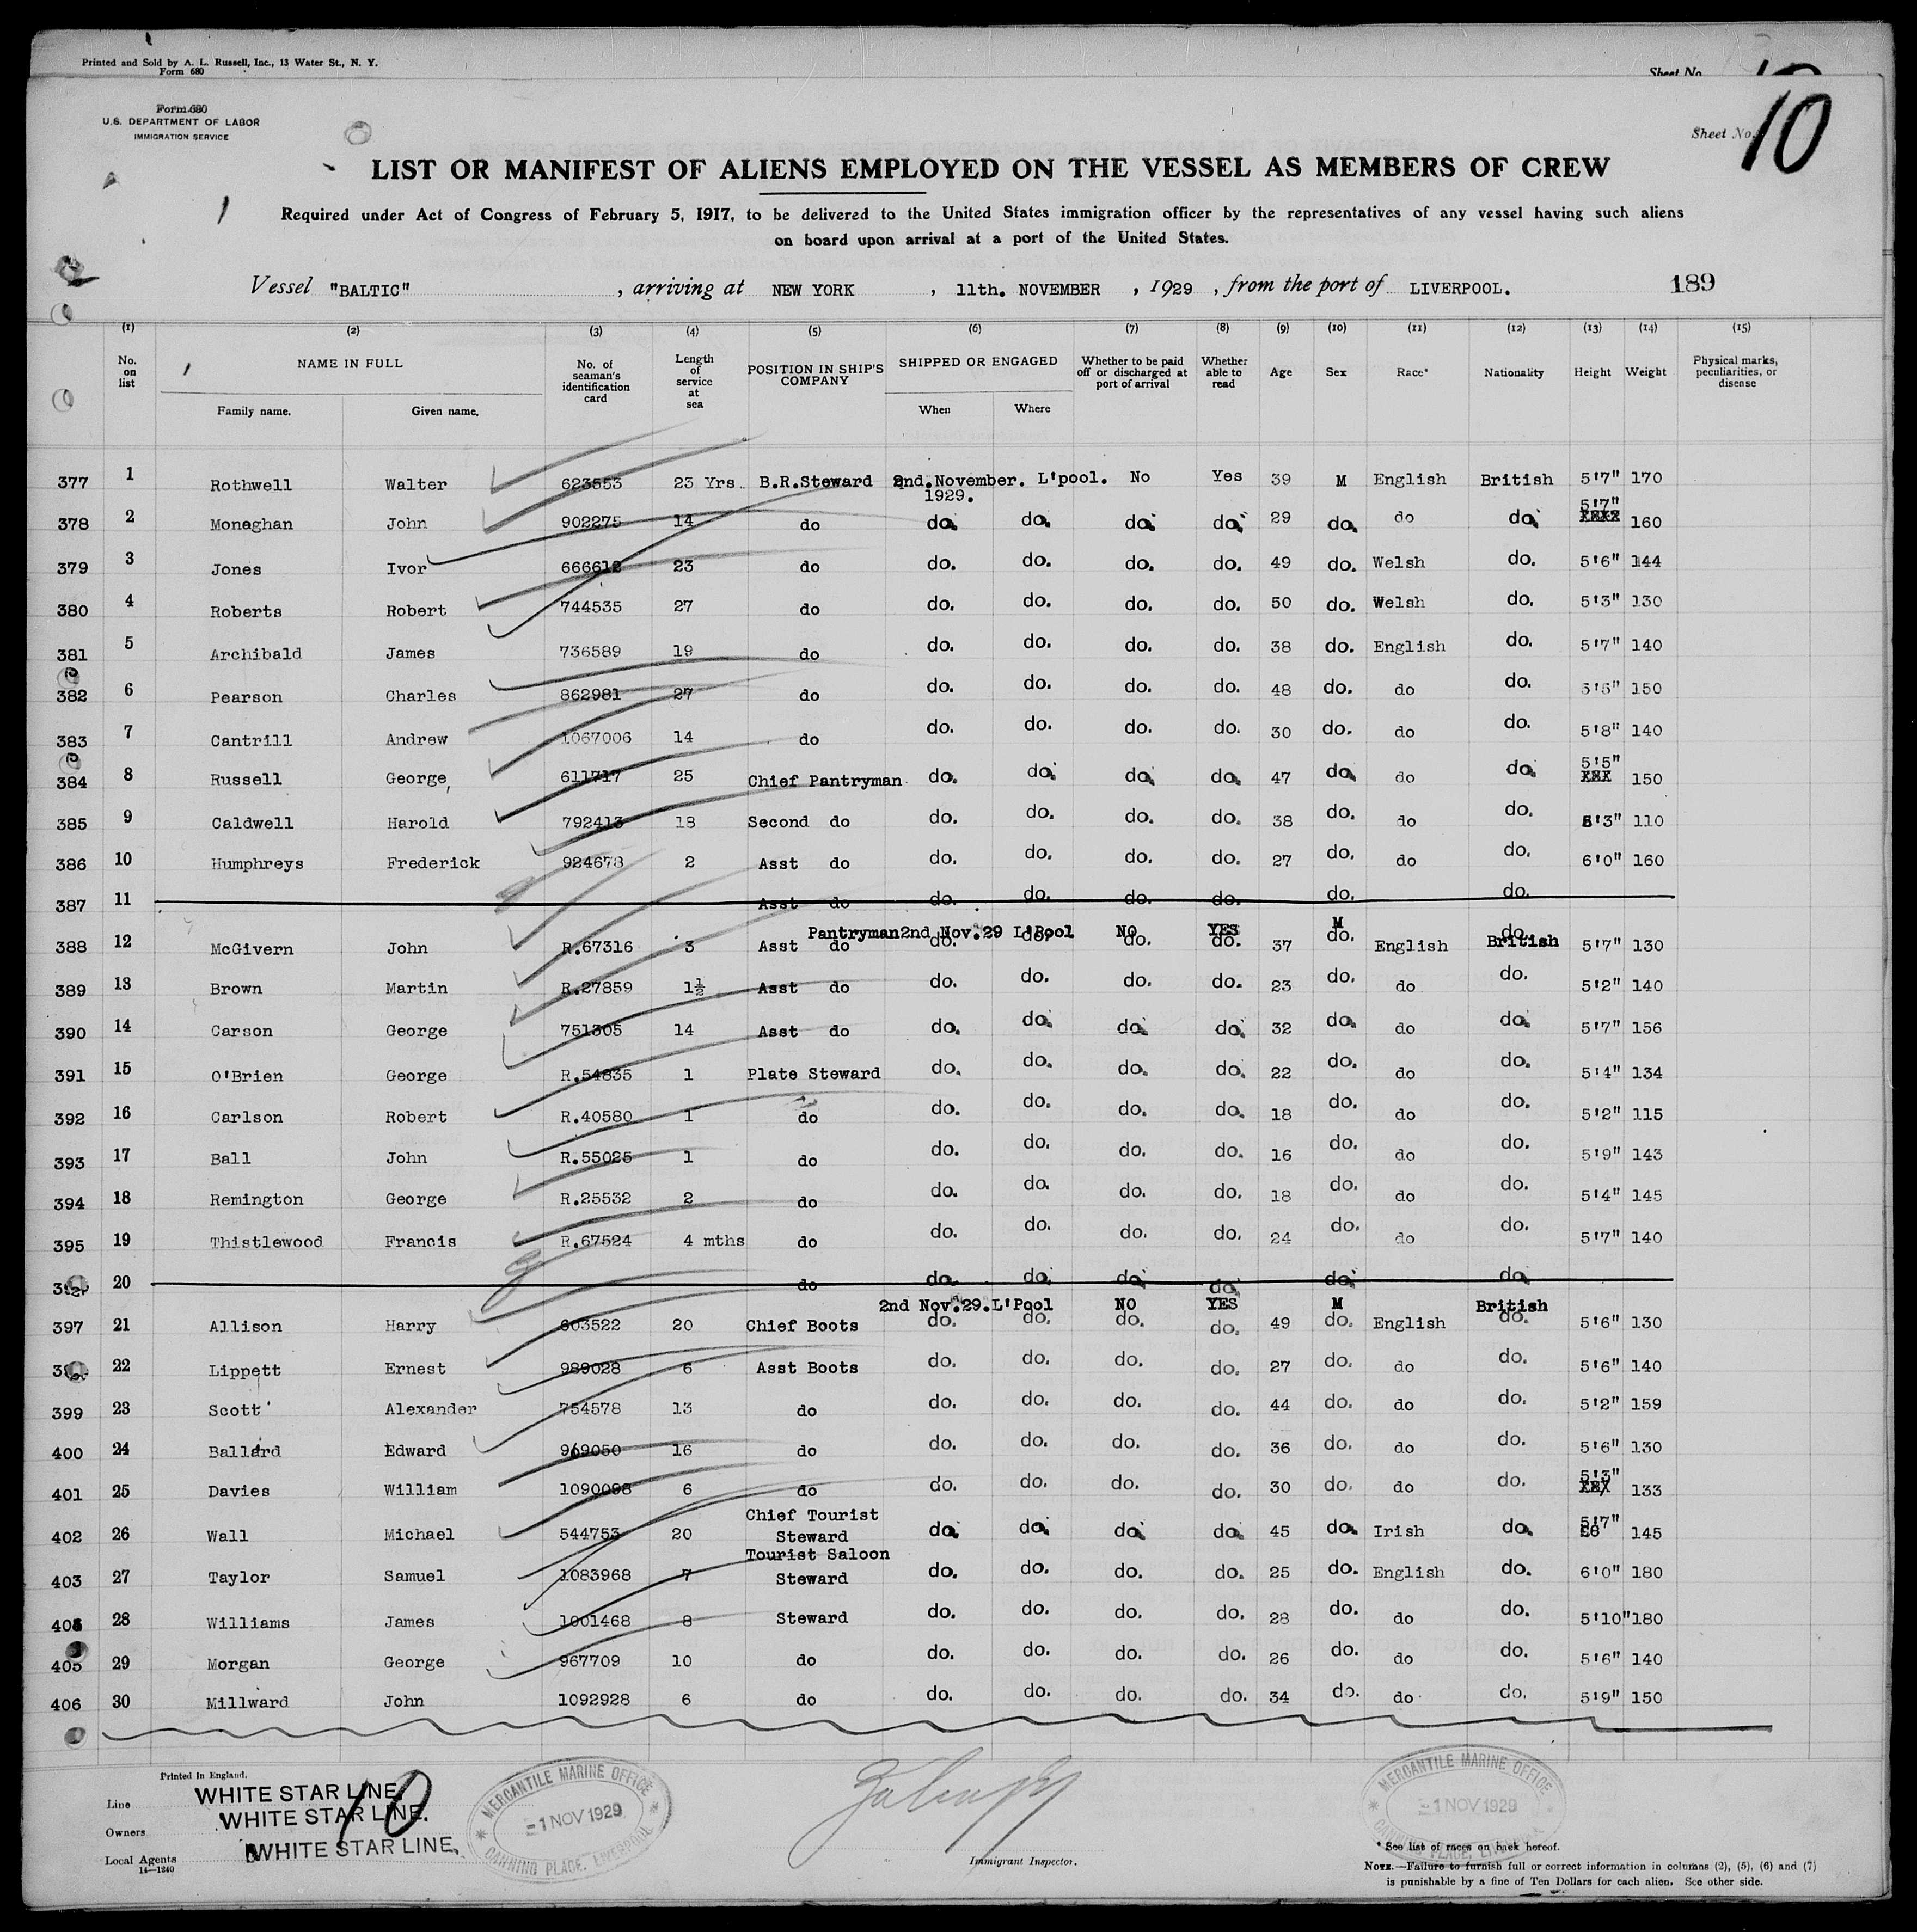 Printed and Sold by A. L. Russell, Inc., 13 Water St., N. Y.
Form 680
Sheet No.
Form 680
U.S. DEPARTMENT OF LABOR
IMMIGRATION SERVICE
Sheet No. 10
LIST OR MANIFEST OF ALIENS EMPLOYED ON THE VESSEL AS MEMBERS OF CREW
Required under Act of Congress of February 5, 1917, to be delivered to the United States immigration officer by the representatives of any vessel having such aliens
on board upon arrival at a port of the United States.
Vessel "BALTIC", arriving at NEW YORK, 11th. NOVEMBER, 1929, from the port of LIVERPOOL. 189
(1) (2) (3) (4) (5) (6) (7) (8) (9) (10) (11) (12) (13) (14) (15)
No. on list NAME IN FULL Family name. Given name. No. of seaman's identification card Length of service at sea POSITION IN SHIP'S COMPANY SHIPPED OR ENGAGED When Where Whether to be paid off or discharged at port of arrival Whether able to read Age Sex Race* Nationality Height Weight Physical marks, peculiarities, or disease
377 1 Rothwell Walter 623553 23 Yrs. B.R.Steward 2nd.November. 1929. L'pool. No Yes 39 M English British 5'7" 170
378 2 Monaghan John 902275 14 do do. do. do. do. 29 do. do do. 5'7" 160
379 3 Jones Ivor 666612 23 do do. do. do. do. 49 do. Welsh do. 5'6" 144
380 4 Roberts Robert 744535 27 do do. do. do. do. 50 do. Welsh do. 5'3" 130
381 5 Archibald James 736589 19 do do. do. do. do. 38 do. English do. 5'7" 140
382 6 Pearson Charles 862981 27 do do. do. do. do. 48 do. do do. 5'5" 150
383 7 Cantrill Andrew 1067006 14 do do. do. do. do. 30 do. do do. 5'8" 140
384 8 Russell George, 611717 25 Chief Pantryman do. do. do. do. 47 do. do do. 5'5" 150
385 9 Caldwell Harold 792413 18 Second do do. do. do. do. 38 do. do do. 5'3" 110
386 10 Humphreys Frederick 924678 2 Asst do do. do. do. do. 27 do. do do. 6'0" 160
387 11 Asst do do. do. do. do. do. do.
388 12 McGivern John R.67316 3 Asst Pantryman do 2nd Nov.29 do. L'Pool do. NO do. YES do. 37 M do. English British do. 5'7" 130
389 13 Brown Martin R.27859 1½ Asst do do. do. do. do. 23 do. do do. 5'2" 140
390 14 Carson George 751305 14 Asst do do. do. do. do. 32 do. do do. 5'7" 156
391 15 O'Brien George R.54835 1 Plate Steward do. do. do. do. 22 do. do do. 5'4" 134
392 16 Carlson Robert R.40580 1 do do. do. do. do. 18 do. do do. 5'2" 115
393 17 Ball John R.55025 1 do do. do. do. do. 16 do. do do. 5'9" 143
394 18 Remington George R.25532 2 do do. do. do. do. 18 do. do do. 5'4" 145
395 19 Thistlewood Francis R.67524 4 mths do do. do. do. do. 24 do. do do. 5'7" 140
20 do do. do. do. do. do. do.
397 21 Allison Harry 803522 20 Chief Boots 2nd Nov.29. do. L'Pool do. NO do. YES do. 49 M do. English British do. 5'6" 130
22 Lippett Ernest 989028 6 Asst Boots do. do. do. do. 27 do. do do. 5'6" 140
399 23 Scott Alexander 754578 13 do do. do. do. do. 44 do. do do. 5'2" 159
400 24 Ballard Edward 969050 16 do do. do. do. do. 36 do. do do. 5'6" 130
401 25 Davies William 1090098 6 do do. do. do. do. 30 do. do do. 5'3" 133
402 26 Wall Michael 544753 20 Chief Tourist Steward do. do. do. do. 45 do. Irish do. 5'7" 145
403 27 Taylor Samuel 1083968 7 Tourist Saloon Steward do. do. do. do. 25 do. English do. 6'0" 180
404 28 Williams James 1001468 8 Steward do. do. do. do. 28 do. do do. 5'10" 180
405 29 Morgan George 967709 10 do do. do. do. do. 26 do. do do. 5'6" 140
406 30 Millward John 1092928 6 do do. do. do. do. 34 do. do do. 5'9" 150
Printed in England.
Line WHITE STAR LINE.
Owners WHITE STAR LINE.
Local Agents WHITE STAR LINE.
14—1240
10
MERCANTILE MARINE OFFICE
1 NOV 1929
CANNING PLACE, LIVERPOOL
Immigrant Inspector.
MERCANTILE MARINE OFFICE
1 NOV 1929
CANNING PLACE, LIVERPOOL
* See list of races on back hereof.
NOTE.—Failure to furnish full or correct information in columns (2), (5), (6) and (7)
is punishable by a fine of Ten Dollars for each alien. See other side.